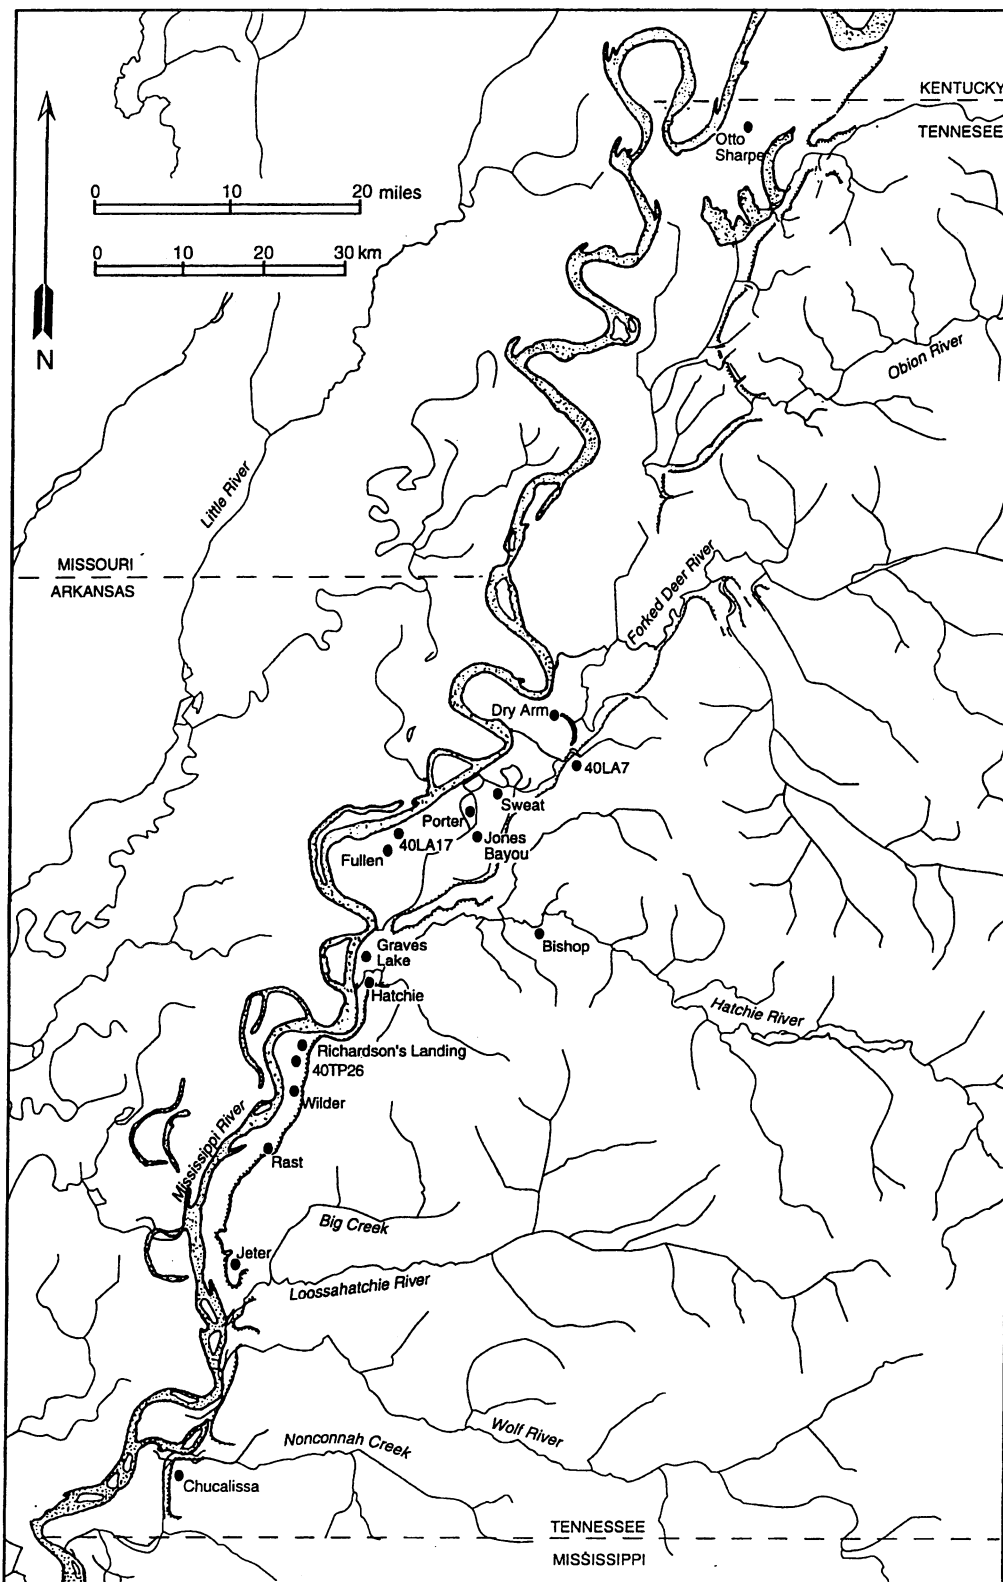 KENTUCKY
TENNESEE
Otto
Sharpe
0 10 20 miles
0 10 20 30 km
N
Obion River
Little River
MISSOURI
ARKANSAS
Forked Deer River
Dry Arm
40LA7
Sweat
Porter
Jones
Bayou
40LA17
Fullen
Bishop
Graves
Lake
Hatchie
Hatchie River
Richardson's Landing
40TP26
Wilder
Mississippi River
Rast
Big Creek
Jeter
Loossahatchie River
Wolf River
Nonconnah Creek
Chucalissa
TENNESSEE
MISSISSIPPI